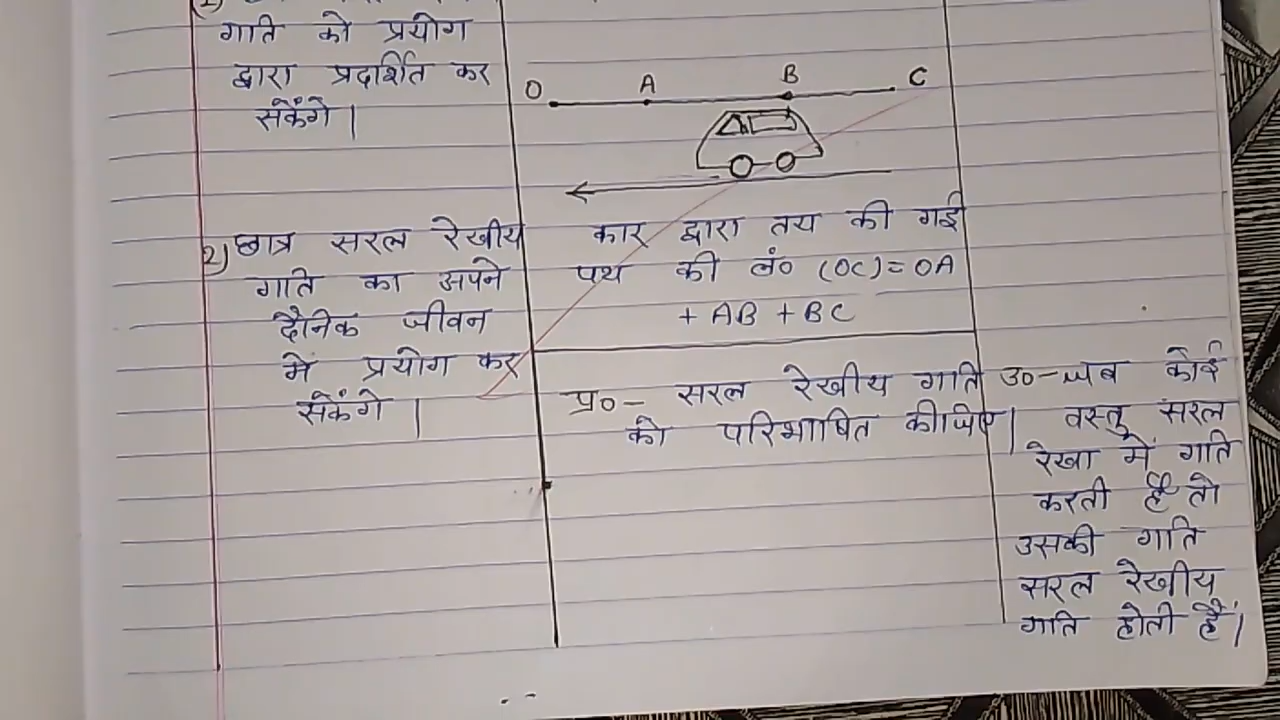 गति को प्रयोग
द्वारा प्रदर्शित कर
सकेंगे।
2) छात्र सरल रेखीय
गति का अपने
दैनिक जीवन
में प्रयोग कर
सकेंगे।
O A B C
कार द्वारा तय की गई
पथ की लं० (OC) = OA
+ AB + BC
प्र०- सरल रेखीय गति
को परिभाषित कीजिए।
उ०- जब कोई
वस्तु सरल
रेखा में गति
करती है तो
उसकी गति
सरल रेखीय
गति होती है।